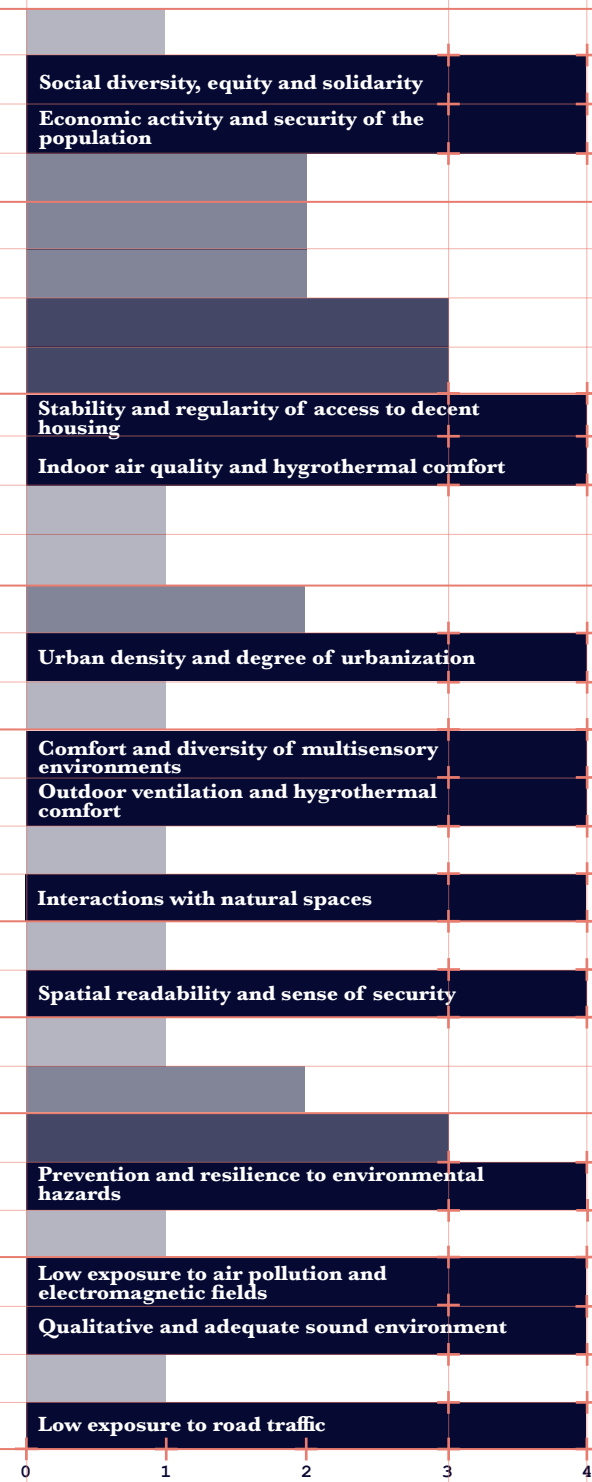 Social diversity, equity and solidarity
Economic activity and security of the
population
Stability and regularity of access to decent
housing
Indoor air quality and hygrothermal comfort
Urban density and degree of urbanization
Comfort and diversity of multisensory
environments
Outdoor ventilation and hygrothermal
comfort
Interactions with natural spaces
Spatial readability and sense of security
Prevention and resilience to environmental
hazards
Low exposure to air pollution and
electromagnetic fields
Qualitative and adequate sound environment
Low exposure to road traffic
0 1 2 3 4